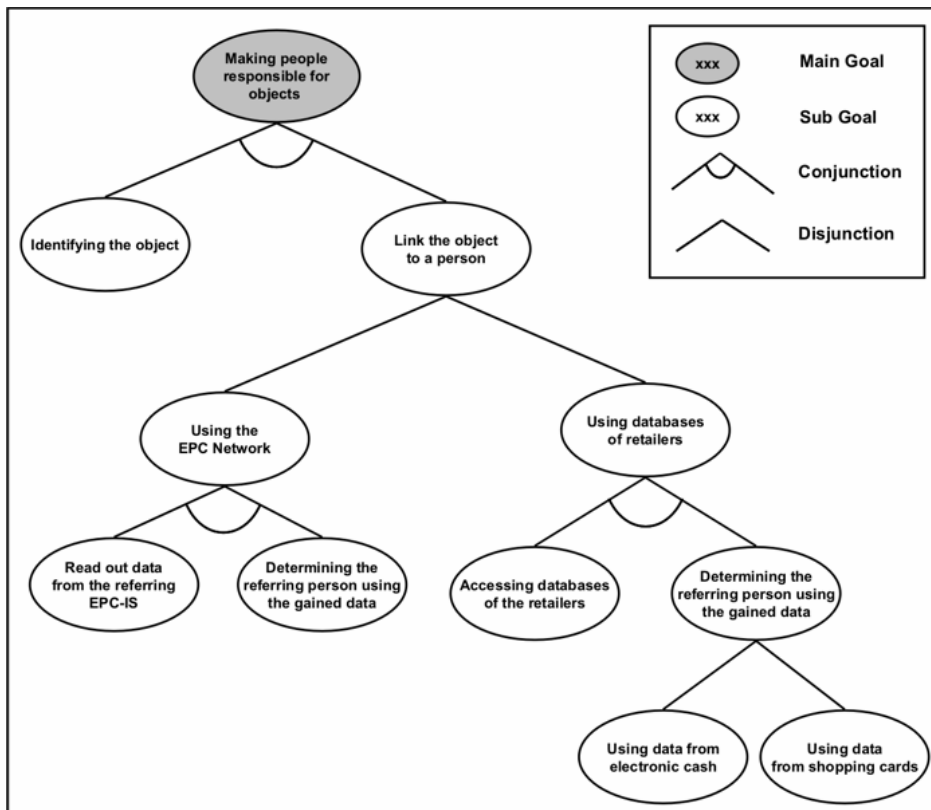 Making people
responsible for
objects
xxx
Main Goal
xxx
Sub Goal
Conjunction
Disjunction
Identifying the object
Link the object
to a person
Using the
EPC Network
Using databases
of retailers
Read out data
from the referring
EPC-IS
Determining the
referring person using
the gained data
Accessing databases
of the retailers
Determining the
referring person using
the gained data
Using data from
electronic cash
Using data
from shopping cards